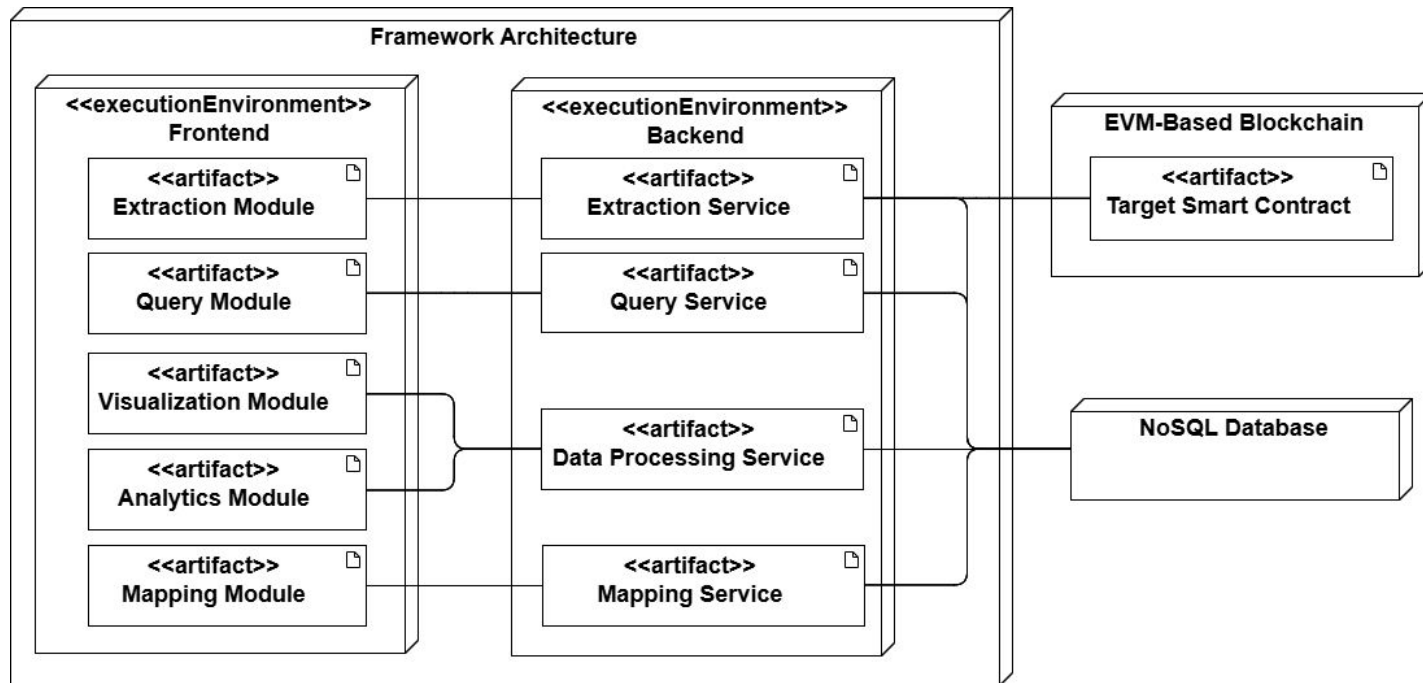 Framework Architecture
<<executionEnvironment>>
Frontend
<<artifact>>
Extraction Module
<<artifact>>
Query Module
<<artifact>>
Visualization Module
<<artifact>>
Analytics Module
<<artifact>>
Mapping Module
<<executionEnvironment>>
Backend
<<artifact>>
Extraction Service
<<artifact>>
Query Service
<<artifact>>
Data Processing Service
<<artifact>>
Mapping Service
EVM-Based Blockchain
<<artifact>>
Target Smart Contract
NoSQL Database